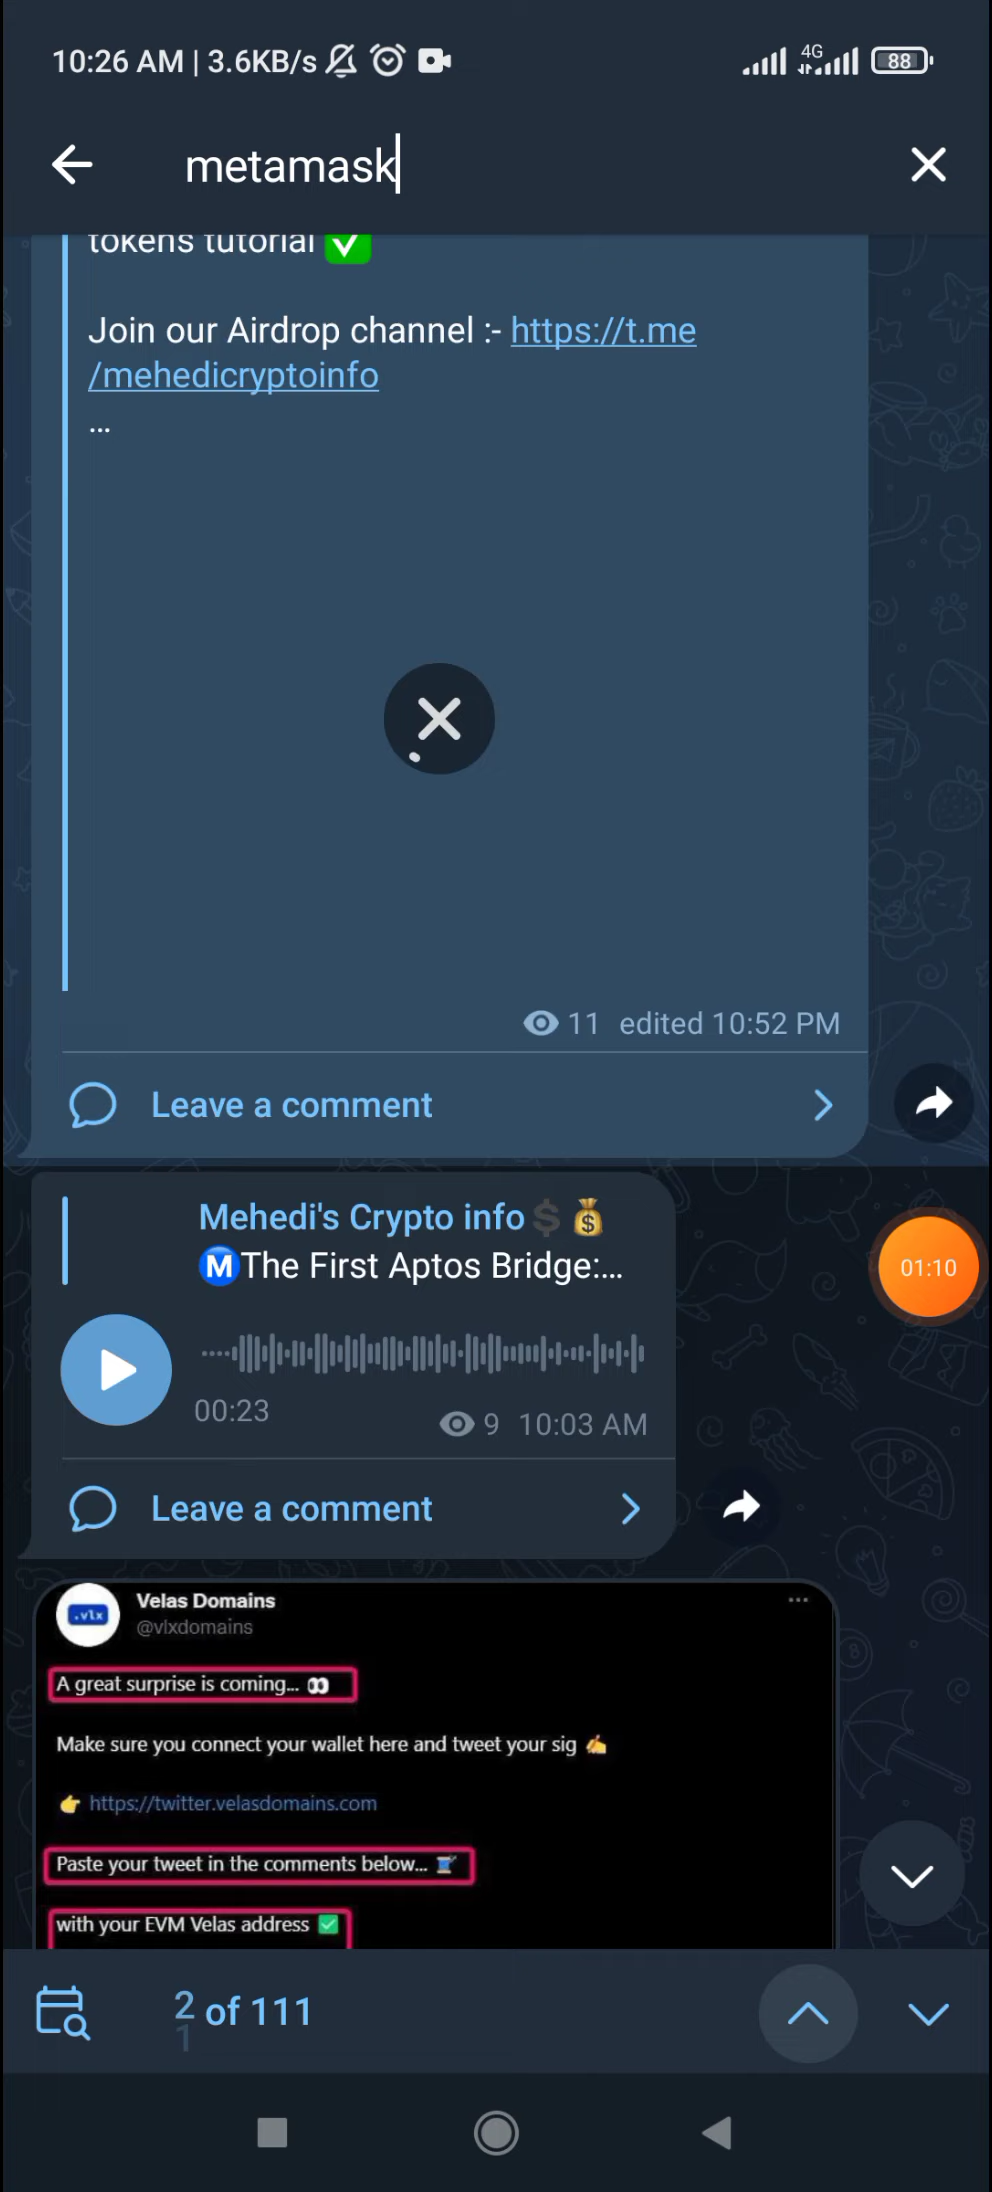 10:26 AM | 3.6KB/s
4G
88
metamask
tokens tutorial ✅
Join our Airdrop channel :- https://t.me
/mehedicryptoinfo
...
11 edited 10:52 PM
Leave a comment
Mehedi's Crypto info💲💰
Ⓜ️The First Aptos Bridge:...
01:10
00:23
9 10:03 AM
Leave a comment
.vlx
Velas Domains
@vlxdomains
A great surprise is coming... 👀
Make sure you connect your wallet here and tweet your sig ✍️
👉 https://twitter.velasdomains.com
Paste your tweet in the comments below... 🧵
with your EVM Velas address ✅
2 of 111
1